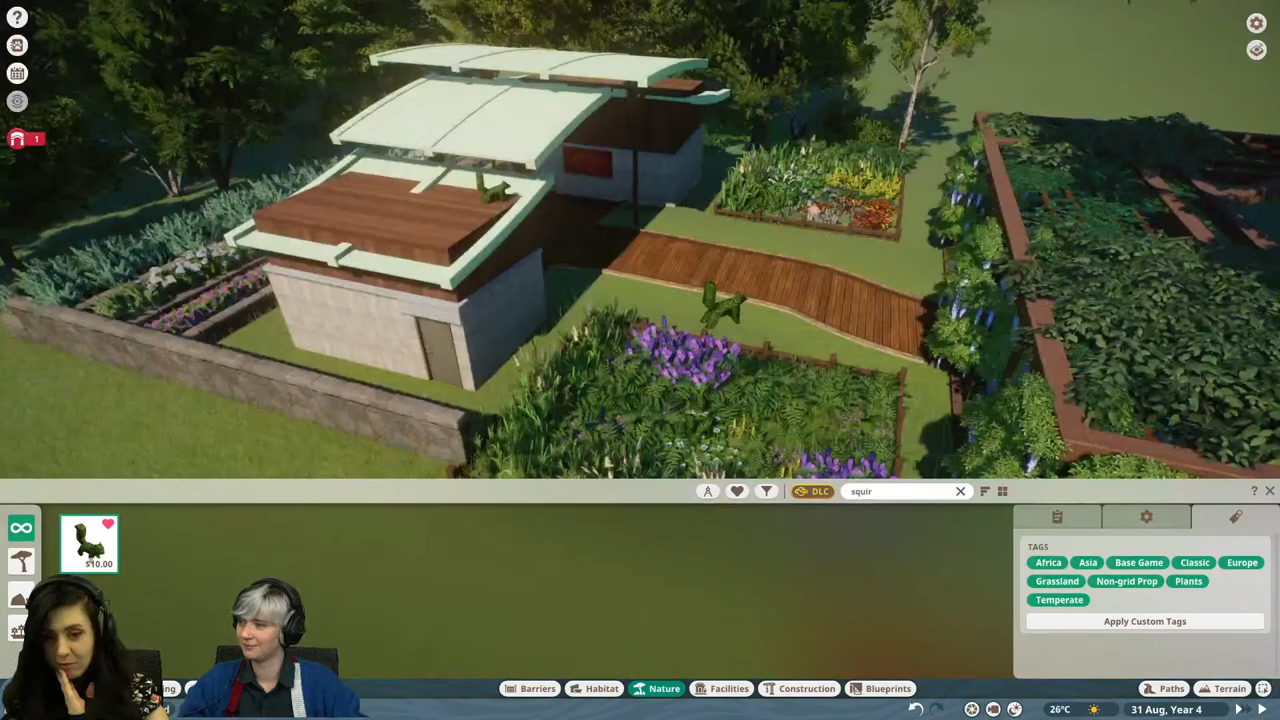 ?
1
DLC
squir
?
$10.00
TAGS
Africa
Asia
Base Game
Classic
Europe
Grassland
Non-grid Prop
Plants
Temperate
Apply Custom Tags
Barriers
Habitat
Nature
Facilities
Construction
Blueprints
Paths
Terrain
26°C
31 Aug, Year 4